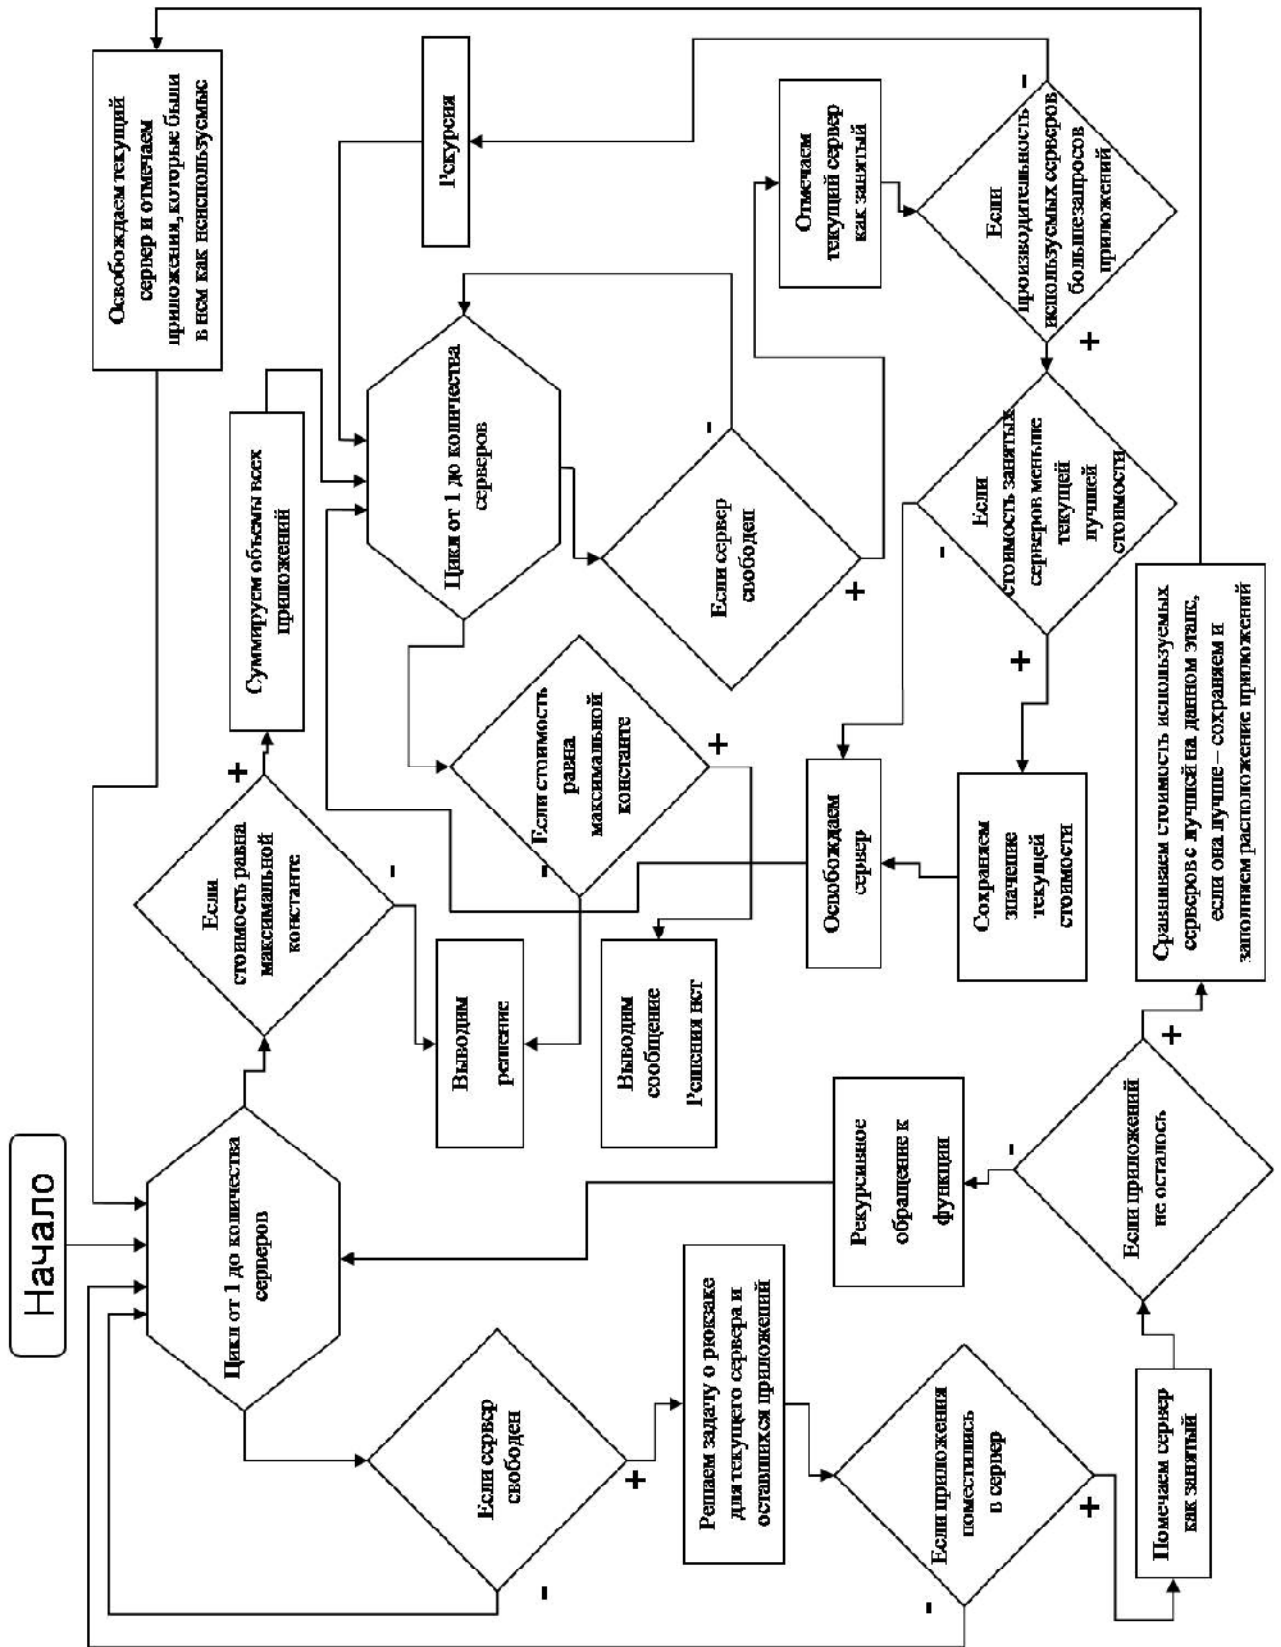 Начало
Цикл от 1 до количества
серверов
Если сервер
свободен
+
-
Решаем задачу о рюкзаке
для текущего сервера и
оставшихся приложений
Если приложения
поместились
в сервер
-
+
Помечаем сервер
как занятый
Если приложений
не осталось
-
+
Рекурсивное
обращение к
функции
Сравниваем стоимость используемых
серверов с лучшей на данном этапе,
если она лучше – сохраняем и
заполняем расположение приложений
Освобождаем текущий
сервер и отмечаем
приложения, которые были
в нем как неиспользуемые
Если
стоимость равна
максимальной
константе
+
-
Выводим
решение
Суммируем объемы всех
приложений
Цикл от 1 до количества
серверов
Если стоимость
равна
максимальной
константе
-
+
Выводим
сообщение
Решения нет
Если сервер
свободен
-
+
Отмечаем
текущий сервер
как занятый
Если
производительность
используемых серверов
большезапросов
приложений
-
+
Рекурсия
Если
стоимость занятых
серверов меньше
текущей
лучшей
стоимости
-
+
Сохраняем
значение
текущей
стоимости
Освобождаем
сервер